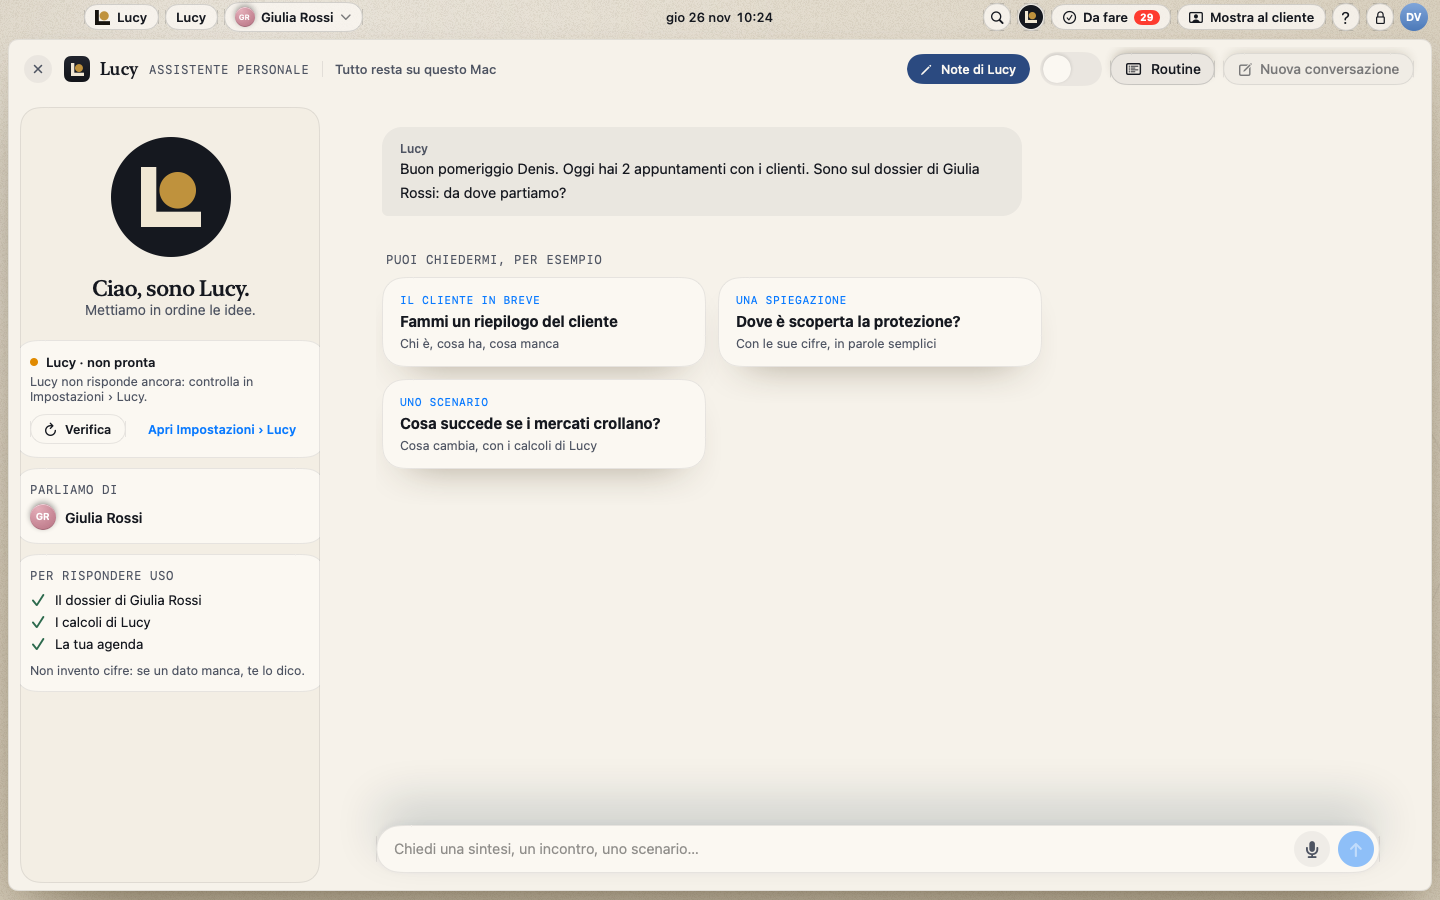 Lucy
Lucy
GR Giulia Rossi
gio 26 nov 10:24
Da fare 29
Mostra al cliente
?
DV
Lucy ASSISTENTE PERSONALE Tutto resta su questo Mac
Note di Lucy
Routine
Nuova conversazione
Ciao, sono Lucy.
Mettiamo in ordine le idee.
Lucy · non pronta
Lucy non risponde ancora: controlla in
Impostazioni › Lucy.
Verifica
Apri Impostazioni › Lucy
PARLIAMO DI
GR Giulia Rossi
PER RISPONDERE USO
Il dossier di Giulia Rossi
I calcoli di Lucy
La tua agenda
Non invento cifre: se un dato manca, te lo dico.
Lucy
Buon pomeriggio Denis. Oggi hai 2 appuntamenti con i clienti. Sono sul dossier di Giulia
Rossi: da dove partiamo?
PUOI CHIEDERMI, PER ESEMPIO
IL CLIENTE IN BREVE
Fammi un riepilogo del cliente
Chi è, cosa ha, cosa manca
UNA SPIEGAZIONE
Dove è scoperta la protezione?
Con le sue cifre, in parole semplici
UNO SCENARIO
Cosa succede se i mercati crollano?
Cosa cambia, con i calcoli di Lucy
Chiedi una sintesi, un incontro, uno scenario...